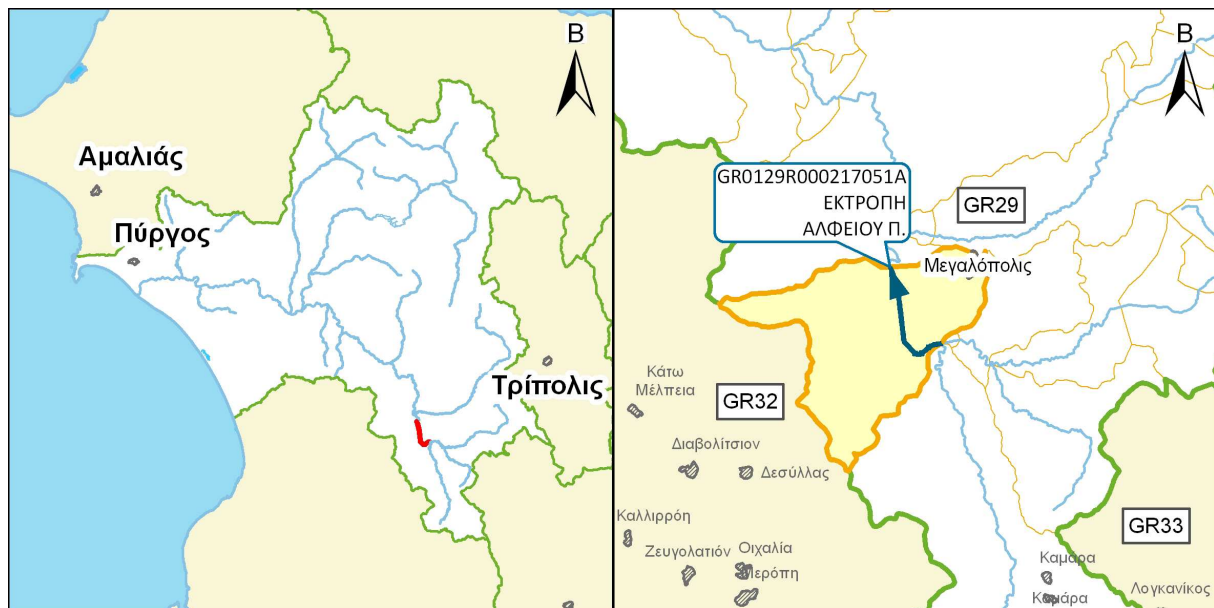 B
Αμαλιάς
Πύργος
Τρίπολις
B
GR0129R000217051A
ΕΚΤΡΟΠΗ
ΑΛΦΕΙΟΥ Π.
GR29
Μεγαλόπολις
Κάτω
Μέλπεια
GR32
Διαβολίτσιον
Δεσύλλας
GR33
Καλλιρρόη
Ζευγολατιόν
Οιχαλία
Μερόπη
Καμάρα
Καμάρα
Λογκανίκος